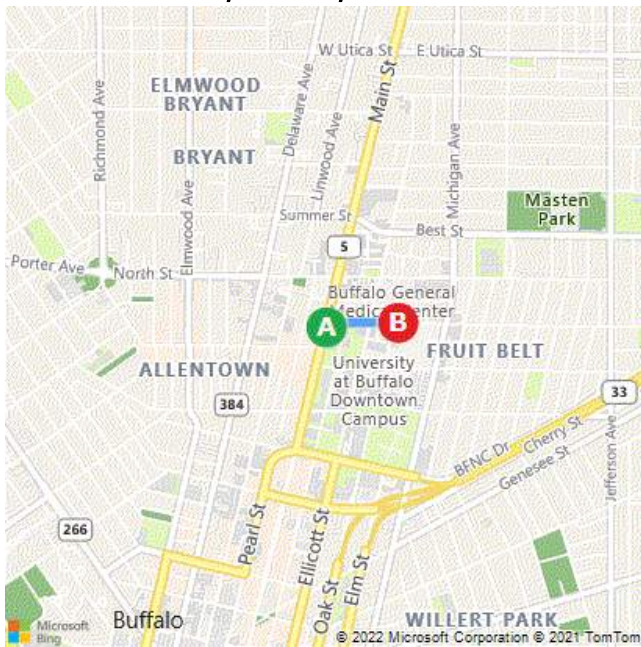 W Utica St
E Utica St
ELMWOOD
BRYANT
Delaware Ave
Main St
Richmond Ave
Linwood Ave
BRYANT
Michigan Ave
Masten
Park
Elmwood Ave
Summer St
Best St
5
Porter Ave
North St
Buffalo General
A
B
University
at Buffalo
Downtown
Campus
FRUIT BELT
ALLENTOWN
384
33
BFNC Dr
Cherry St
Genesee St
Jefferson Ave
266
Pearl St
Ellicott St
Oak St
Elm St
Buffalo
WILLERT PARK
Microsoft
Bing
© 2022 Microsoft Corporation © 2021 TomTom